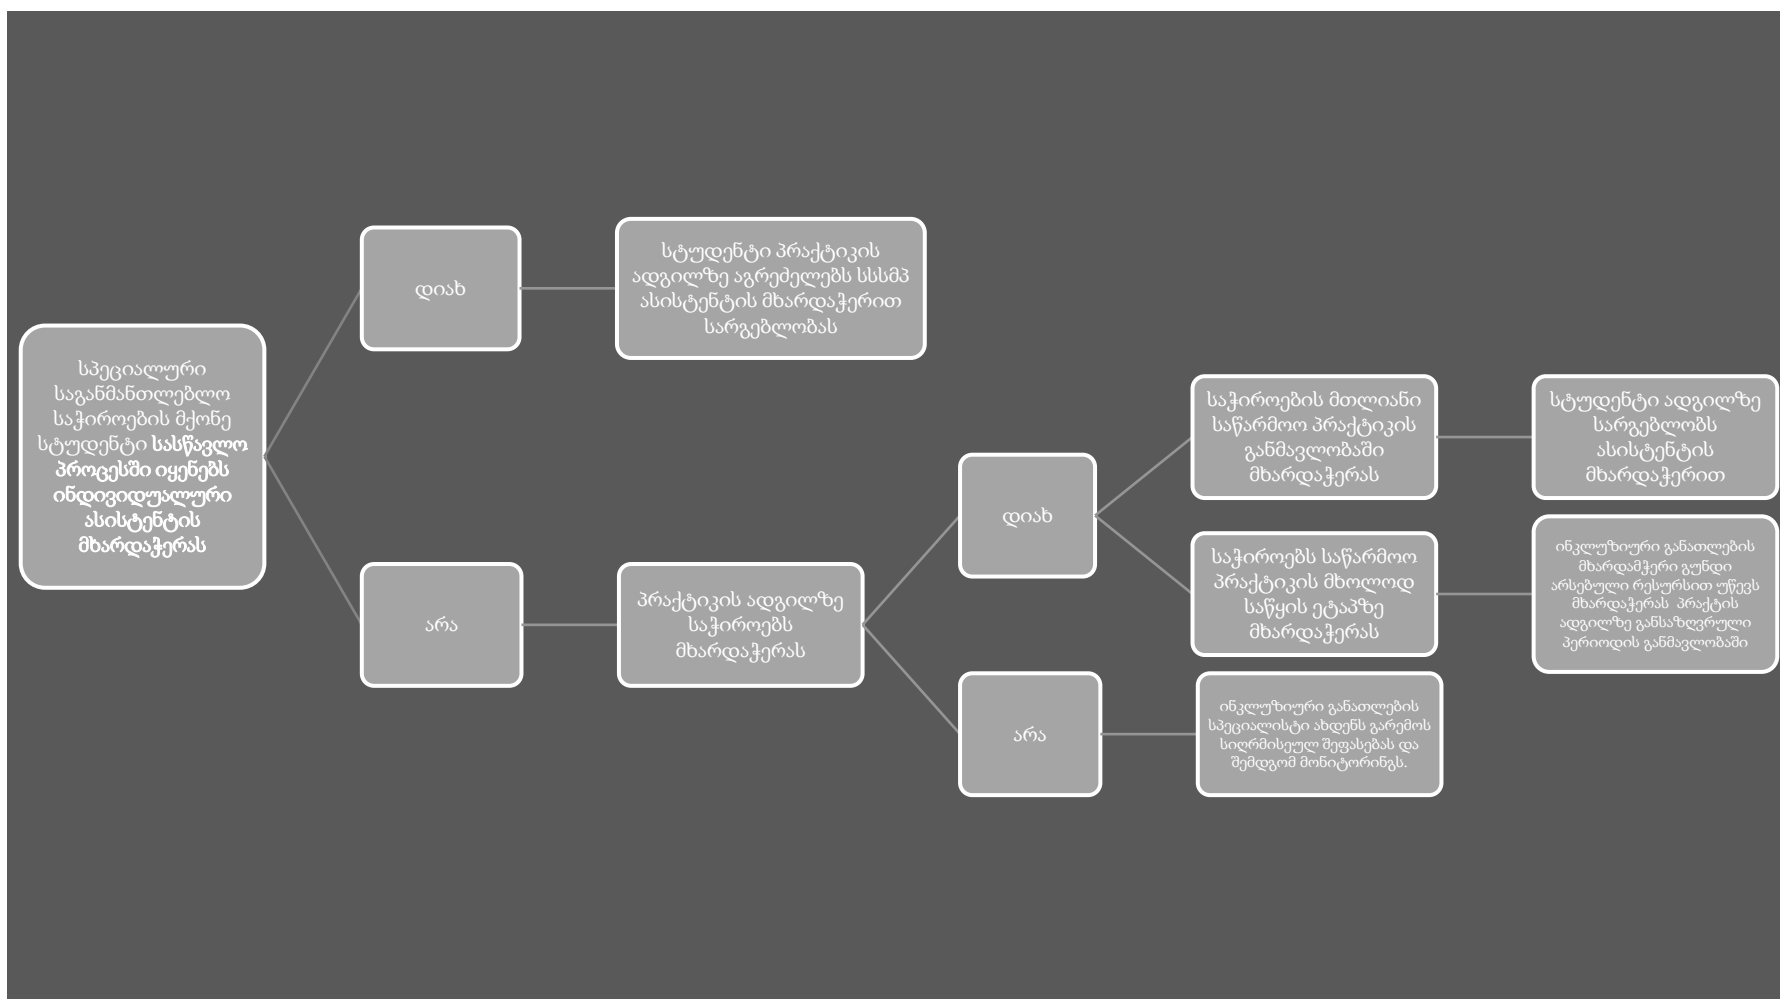 სპეციალური
საგანმანთლებლო
საჭიროების მქონე
სტუდენტი სასწავლო
პროცესში იყენებს
ინდივიდუალური
ასისტენტის
მხარდაჭერას
დიახ
სტუდენტი პრაქტიკის
ადგილზე აგრეძელებს სსსმპ
ასისტენტის მხარდაჭერით
სარგებლობას
არა
პრაქტიკის ადგილზე
საჭიროებს
მხარდაჭერას
დიახ
საჭიროების მთლიანი
საწარმოო პრაქტიკის
განმავლობაში
მხარდაჭერას
სტუდენტი ადგილზე
სარგებლობს
ასისტენტის
მხარდაჭერით
საჭიროებს საწარმოო
პრაქტიკის მხოლოდ
საწყის ეტაპზე
მხარდაჭერას
ინკლუზიური განათლების
მხარდამჭერი გუნდი
არსებული რესურსით უწევს
მხარდაჭერას პრაქტის
ადგილზე განსაზღვრული
პერიოდის განმავლობაში
არა
ინკლუზიური განათლების
სპეციალისტი ახდენს გარემოს
სიღრმისეულ შეფასებას და
შემდგომ მონიტორინგს.